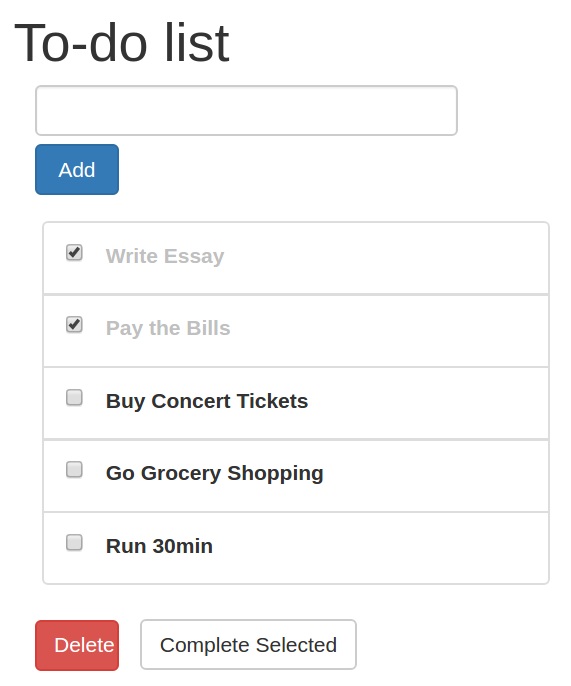 To-do list
Add
Write Essay
Pay the Bills
Buy Concert Tickets
Go Grocery Shopping
Run 30min
Delete
Complete Selected